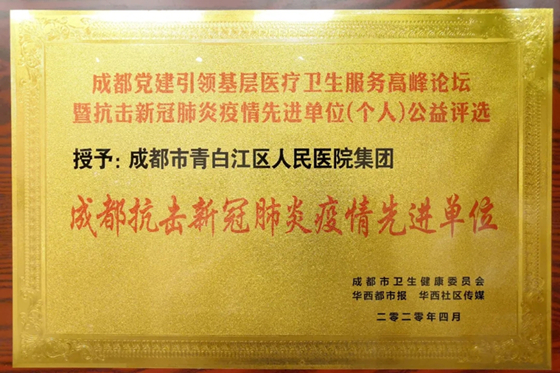 成都党建引领基层医疗卫生服务高峰论坛
暨抗击新冠肺炎疫情先进单位(个人)公益评选
授予：成都市青白江区人民医院集团
成都抗击新冠肺炎疫情先进单位
成都市卫生健康委员会
华西都市报 华西社区传媒
二零二零年四月